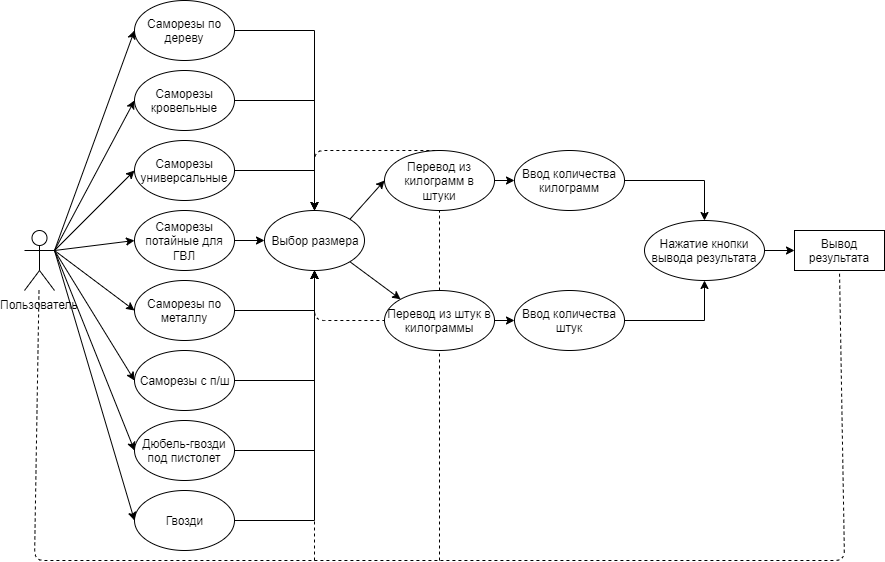 Саморезы по
дереву
Саморезы
кровельные
Саморезы
универсальные
Саморезы
потайные для
ГВЛ
Саморезы по
металлу
Саморезы с п/ш
Дюбель-гвозди
под пистолет
Гвозди
Пользователь
Выбор размера
Перевод из
килограмм в
штуки
Перевод из штук в
килограммы
Ввод количества
килограмм
Ввод количества
штук
Нажатие кнопки
вывода результата
Вывод
результата